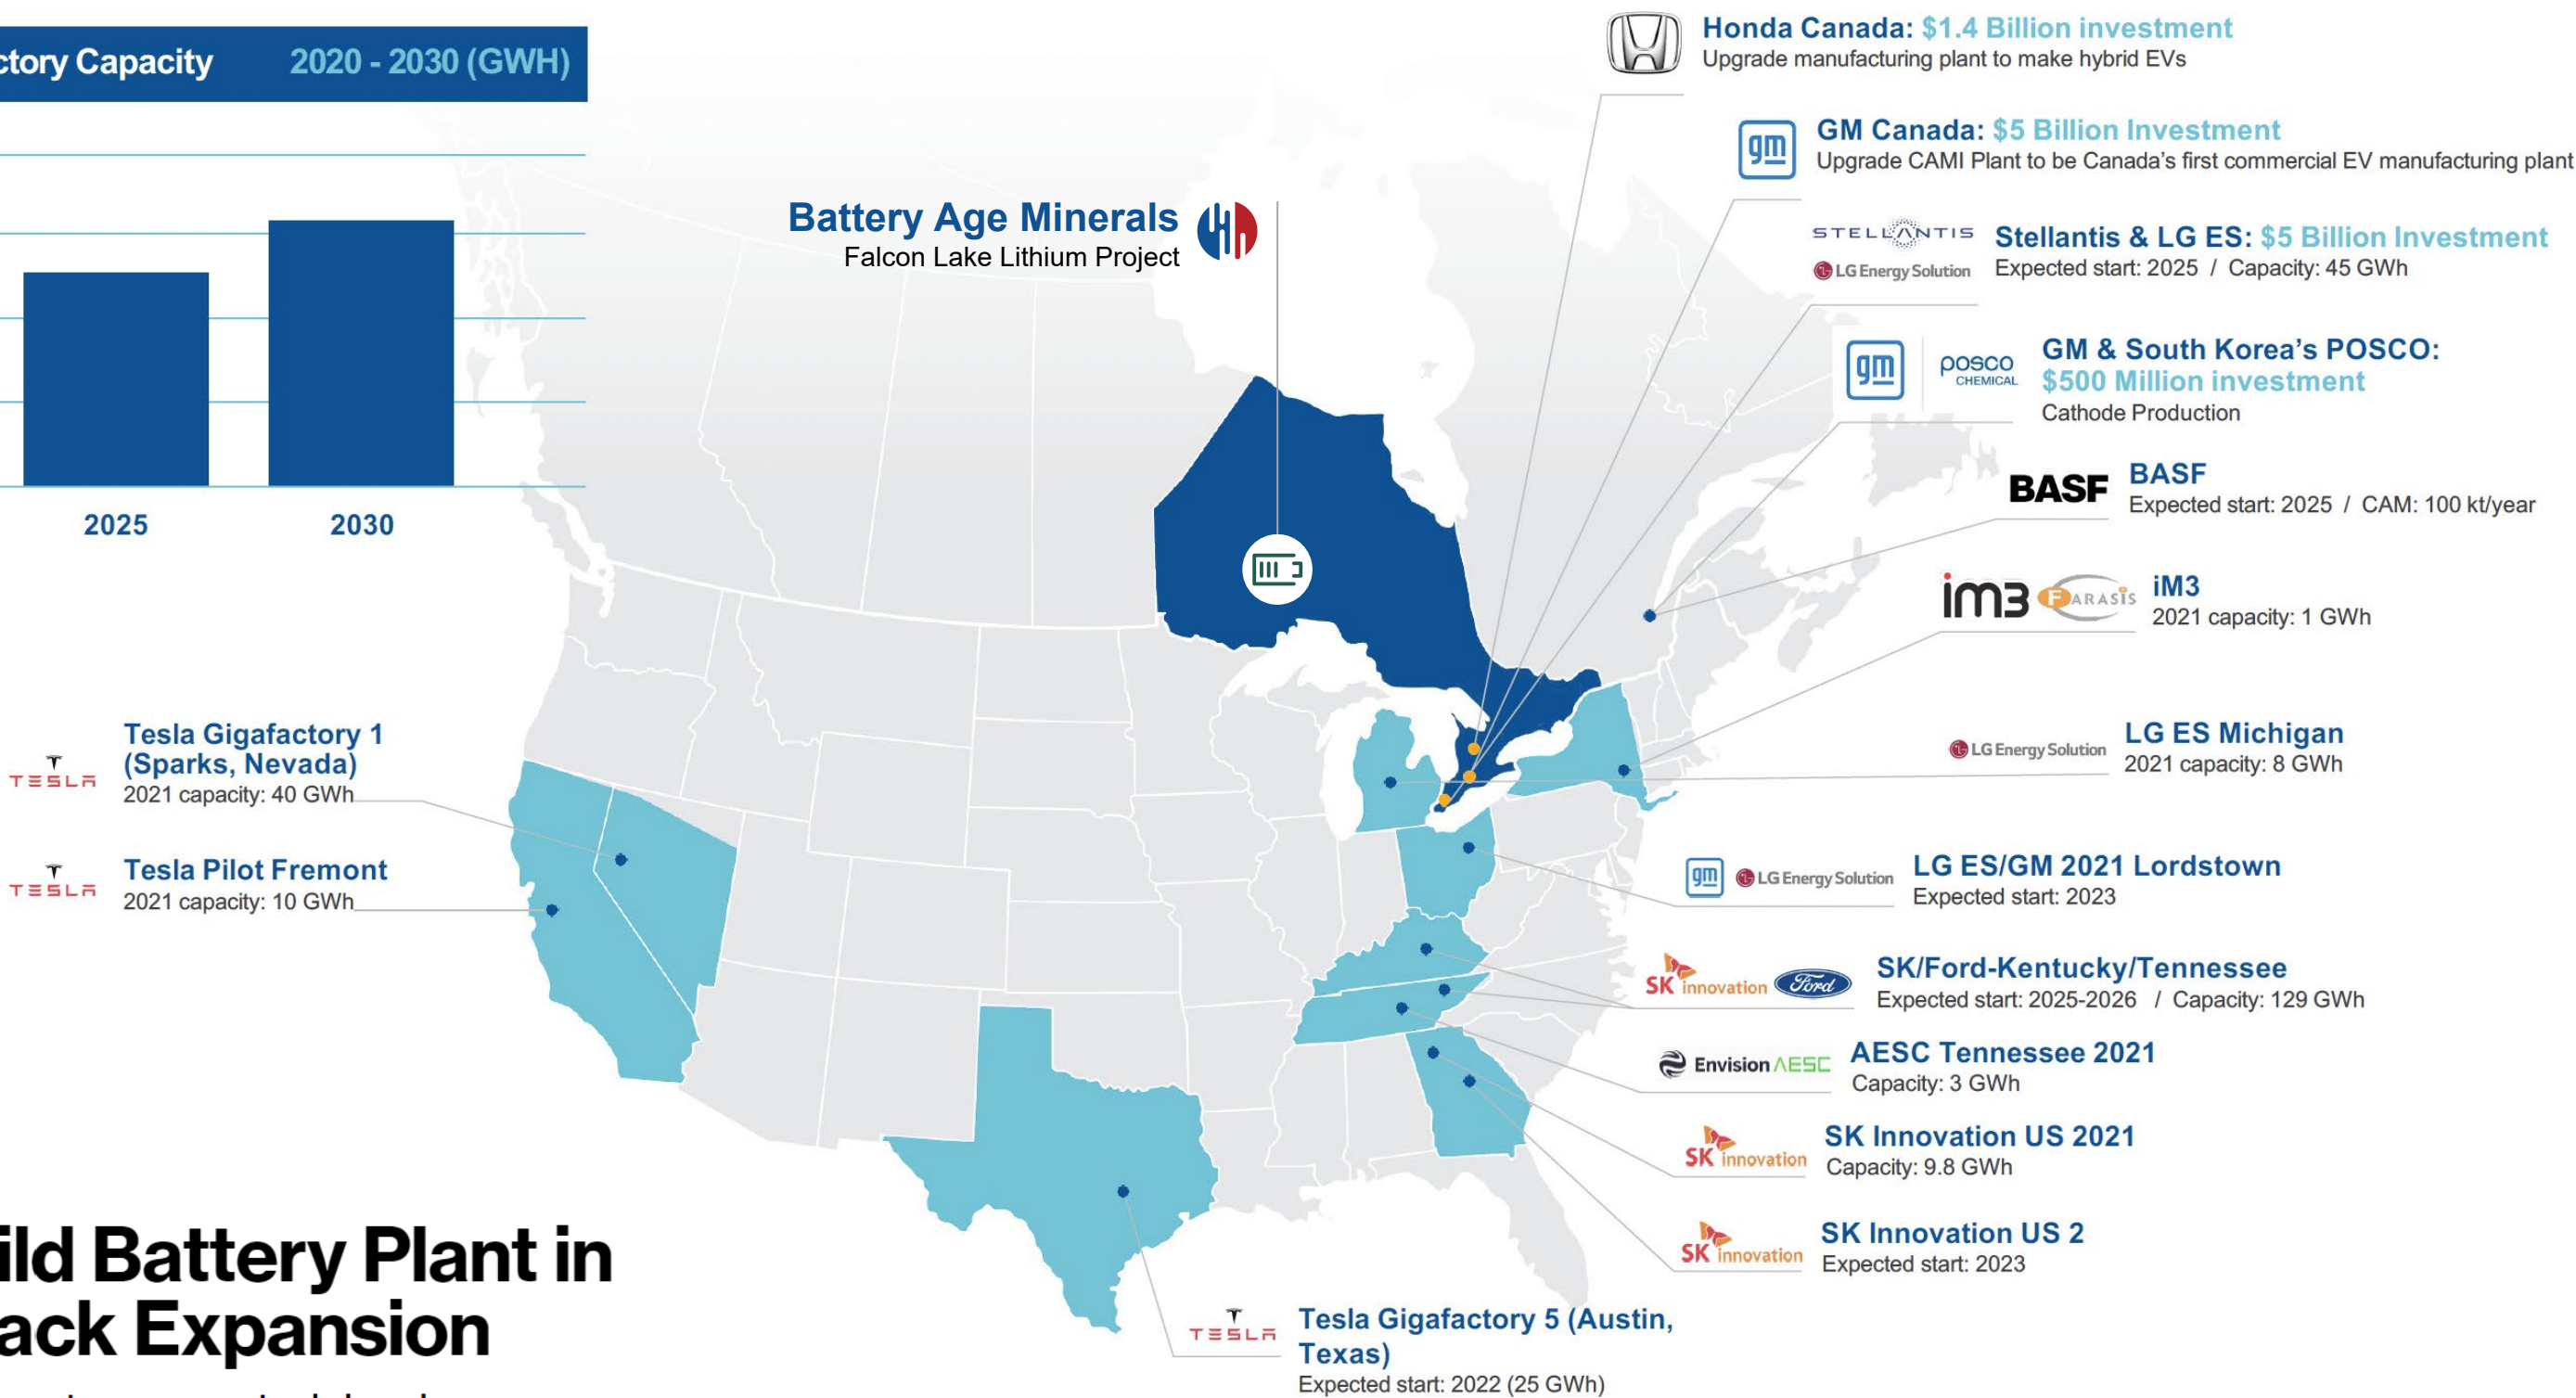 ctory Capacity 2020 - 2030 (GWH)
2025 2030
Battery Age Minerals
Falcon Lake Lithium Project
Honda Canada: $1.4 Billion investment
Upgrade manufacturing plant to make hybrid EVs
gm
GM Canada: $5 Billion Investment
Upgrade CAMI Plant to be Canada's first commercial EV manufacturing plant
STELLANTIS
LG Energy Solution
Stellantis & LG ES: $5 Billion Investment
Expected start: 2025 / Capacity: 45 GWh
gm
posco
CHEMICAL
GM & South Korea's POSCO:
$500 Million investment
Cathode Production
BASF
BASF
Expected start: 2025 / CAM: 100 kt/year
im3 FARASIS
iM3
2021 capacity: 1 GWh
LG Energy Solution
LG ES Michigan
2021 capacity: 8 GWh
gm LG Energy Solution
LG ES/GM 2021 Lordstown
Expected start: 2023
SK innovation Ford
SK/Ford-Kentucky/Tennessee
Expected start: 2025-2026 / Capacity: 129 GWh
Envision AESC
AESC Tennessee 2021
Capacity: 3 GWh
SK innovation
SK Innovation US 2021
Capacity: 9.8 GWh
SK innovation
SK Innovation US 2
Expected start: 2023
TESLA
Tesla Gigafactory 1
(Sparks, Nevada)
2021 capacity: 40 GWh
TESLA
Tesla Pilot Fremont
2021 capacity: 10 GWh
TESLA
Tesla Gigafactory 5 (Austin,
Texas)
Expected start: 2022 (25 GWh)
ild Battery Plant in
ack Expansion